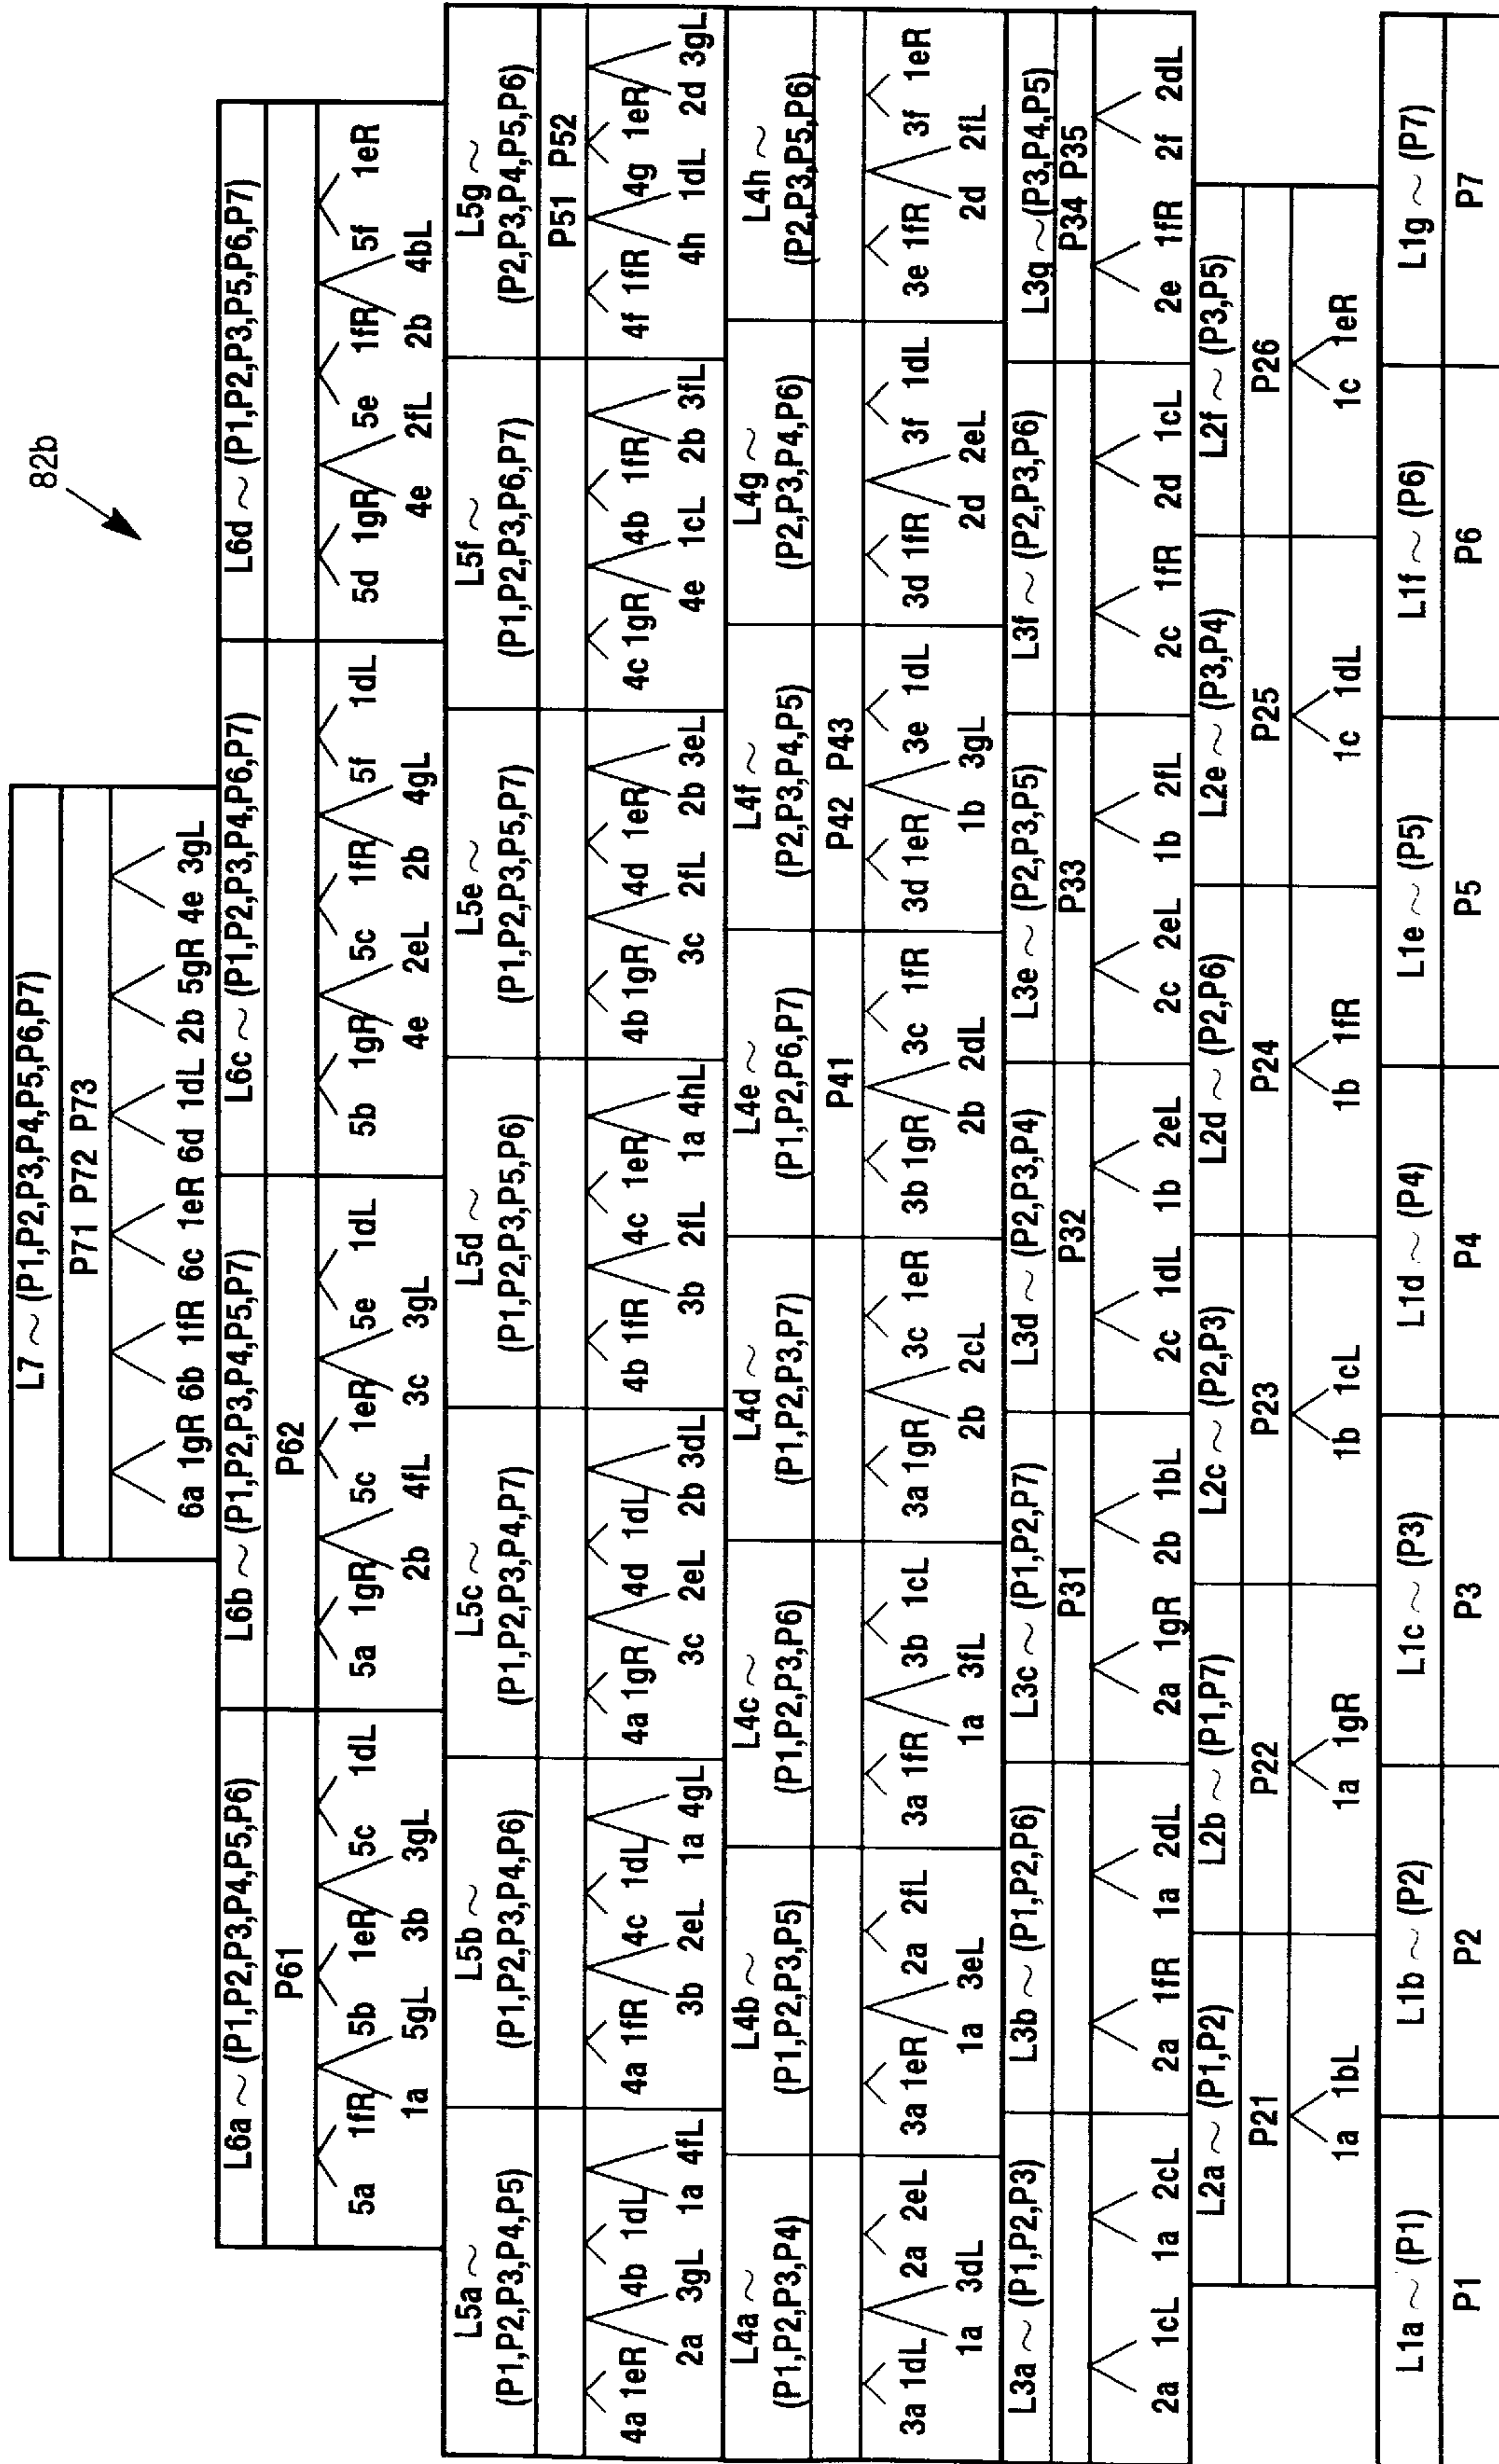 82b
L7 ~ (P1,P2,P3,P4,P5,P6,P7)
P71 P72 P73
6a 1gR 6b 1fR 6c 1eR 6d 1dL 2b 5gR 4e 3gL
L6a ~ (P1,P2,P3,P4,P5,P6)
P61
5a 1fR 5b 1eR 5c 1dL
1a 5gL 3b 3gL
L6b ~ (P1,P2,P3,P4,P5,P7)
P62
5a 1gR 5c 1eR 5e 1dL
2b 4fL 3c 3gL
L6c ~ (P1,P2,P3,P4,P6,P7)
5b 1gR 5c 1fR 5f 1dL
4e 2eL 2b 4gL
L6d ~ (P1,P2,P3,P5,P6,P7)
5d 1gR 5e 1fR 5f 1eR
4e 2fL 2b 4bL
L5a ~
(P1,P2,P3,P4,P5)
4a 1eR 4b 1dL
2a 3gL 1a 4fL
L5b ~
(P1,P2,P3,P4,P6)
4a 1fR 4c 1dL
3b 2eL 1a 4gL
L5c ~
(P1,P2,P3,P4,P7)
4a 1gR 4d 1dL
3c 2eL 2b 3dL
L5d ~
(P1,P2,P3,P5,P6)
4b 1fR 4c 1eR
3b 2fL 1a 4hL
L5e ~
(P1,P2,P3,P5,P7)
4b 1gR 4d 1eR
3c 2fL 2b 3eL
L5f ~
(P1,P2,P3,P6,P7)
4c 1gR 4b 1fR
4e 1cL 2b 3fL
L5g ~
(P2,P3,P4,P5,P6)
P51 P52
4f 1fR 4g 1eR
4h 1dL 2d 3gL
L4a ~
(P1,P2,P3,P4)
3a 1dL 2a 2eL
1a 3dL
L4b ~
(P1,P2,P3,P5)
3a 1eR 2a 2fL
1a 3eL
L4c ~
(P1,P2,P3,P6)
3a 1fR 3b 1cL
1a 3fL
L4d ~
(P1,P2,P3,P7)
3a 1gR 3c 1eR
2b 2cL
L4e ~
(P1,P2,P6,P7)
P41
3b 1gR 3c 1fR
2b 2dL
L4f ~
(P2,P3,P4,P5)
P42 P43
3d 1eR 3e 1dL
1b 3gL
L4g ~
(P2,P3,P4,P6)
3d 1fR 3f 1dL
2d 2eL
L4h ~
(P2,P3,P5,P6)
3e 1fR 3f 1eR
2d 2fL
L3a ~ (P1,P2,P3)
2a 1cL 1a 2cL
L3b ~ (P1,P2,P6)
2a 1fR 1a 2dL
L3c ~ (P1,P2,P7)
P31
2a 1gR 2b 1bL
L3d ~ (P2,P3,P4)
P32
2c 1dL 1b 2eL
L3e ~ (P2,P3,P5)
P33
2c 2eL 1b 2fL
L3f ~ (P2,P3,P6)
2c 1fR 2d 1cL
L3g ~ (P3,P4,P5)
P34 P35
2e 1fR 2f 2dL
L2a ~ (P1,P2)
P21
1a 1bL
L2b ~ (P1,P7)
P22
1a 1gR
L2c ~ (P2,P3)
P23
1b 1cL
L2d ~ (P2,P6)
P24
1b 1fR
L2e ~ (P3,P4)
P25
1c 1dL
L2f ~ (P3,P5)
P26
1c 1eR
L1a ~ (P1)
P1
L1b ~ (P2)
P2
L1c ~ (P3)
P3
L1d ~ (P4)
P4
L1e ~ (P5)
P5
L1f ~ (P6)
P6
L1g ~ (P7)
P7